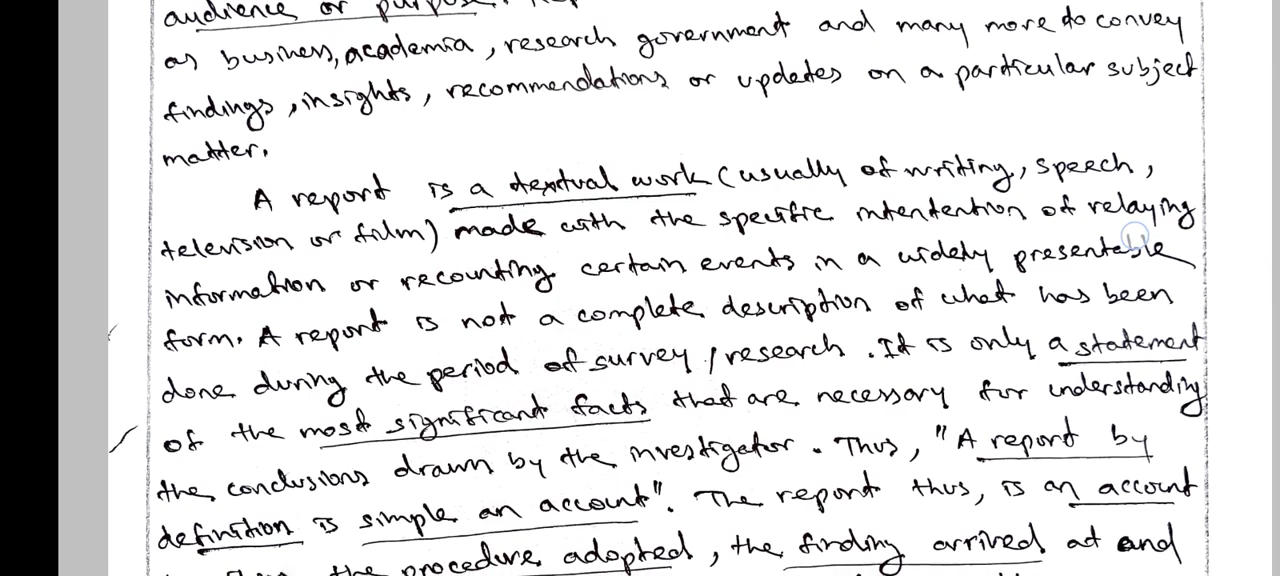 audience or purpose.
as business, academia, research government and many more to convey
findings, insights, recommendations or updates on a particular subject
matter.
A report is a textual work (usually of writing, speech,
television or film) made with the specific intentention of relaying
information or recounting certain events in a widely presentable
form. A report is not a complete description of what has been
done during the period of survey / research. It is only a statement
of the most significant facts that are necessary for understanding
the conclusions drawn by the investigator. Thus, "A report by
definition is simple an account". The report thus, is an account
the procedure adopted, the finding arrived at and